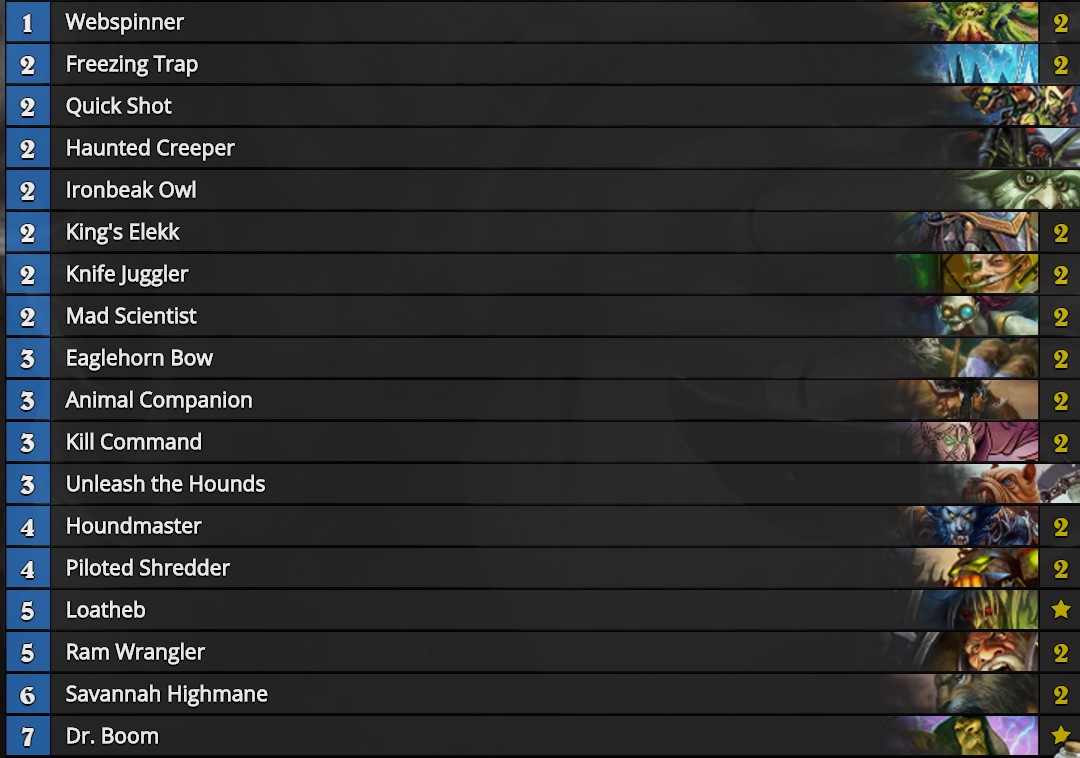 1 Webspinner 2
2 Freezing Trap 2
2 Quick Shot
2 Haunted Creeper
2 Ironbeak Owl
2 King's Elekk 2
2 Knife Juggler 2
2 Mad Scientist 2
3 Eaglehorn Bow 2
3 Animal Companion 2
3 Kill Command 2
3 Unleash the Hounds
4 Houndmaster 2
4 Piloted Shredder 2
5 Loatheb ★
5 Ram Wrangler 2
6 Savannah Highmane 2
7 Dr. Boom ★